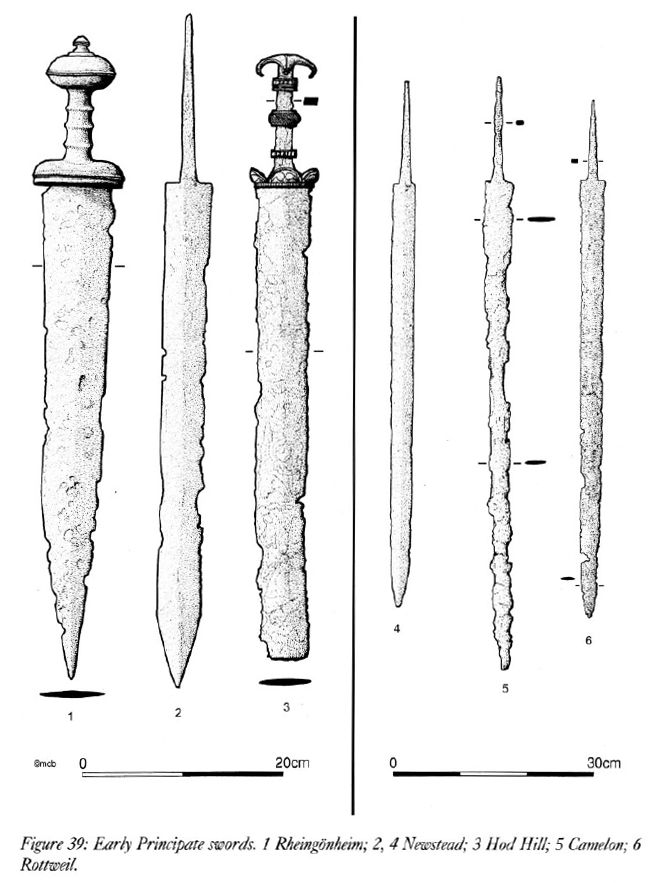 1
2
3
4
5
6
©mcb 0 20cm
0 30cm
Figure 39: Early Principate swords. 1 Rheingönheim; 2, 4 Newstead; 3 Hod Hill; 5 Camelon; 6
Rottweil.